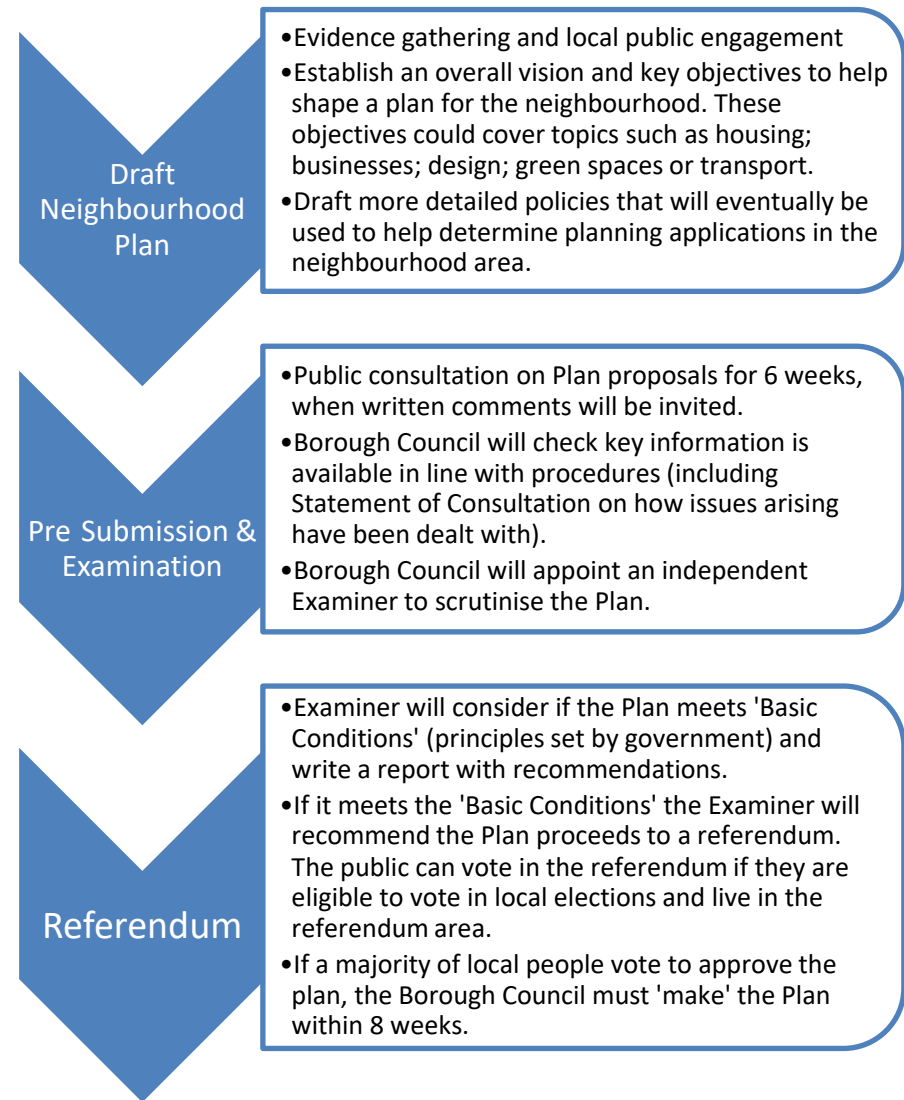 Draft
Neighbourhood
Plan
•Evidence gathering and local public engagement
•Establish an overall vision and key objectives to help
shape a plan for the neighbourhood. These
objectives could cover topics such as housing;
businesses; design; green spaces or transport.
•Draft more detailed policies that will eventually be
used to help determine planning applications in the
neighbourhood area.
Pre Submission &
Examination
•Public consultation on Plan proposals for 6 weeks,
when written comments will be invited.
•Borough Council will check key information is
available in line with procedures (including
Statement of Consultation on how issues arising
have been dealt with).
•Borough Council will appoint an independent
Examiner to scrutinise the Plan.
Referendum
•Examiner will consider if the Plan meets 'Basic
Conditions' (principles set by government) and
write a report with recommendations.
•If it meets the 'Basic Conditions' the Examiner will
recommend the Plan proceeds to a referendum.
The public can vote in the referendum if they are
eligible to vote in local elections and live in the
referendum area.
•If a majority of local people vote to approve the
plan, the Borough Council must 'make' the Plan
within 8 weeks.